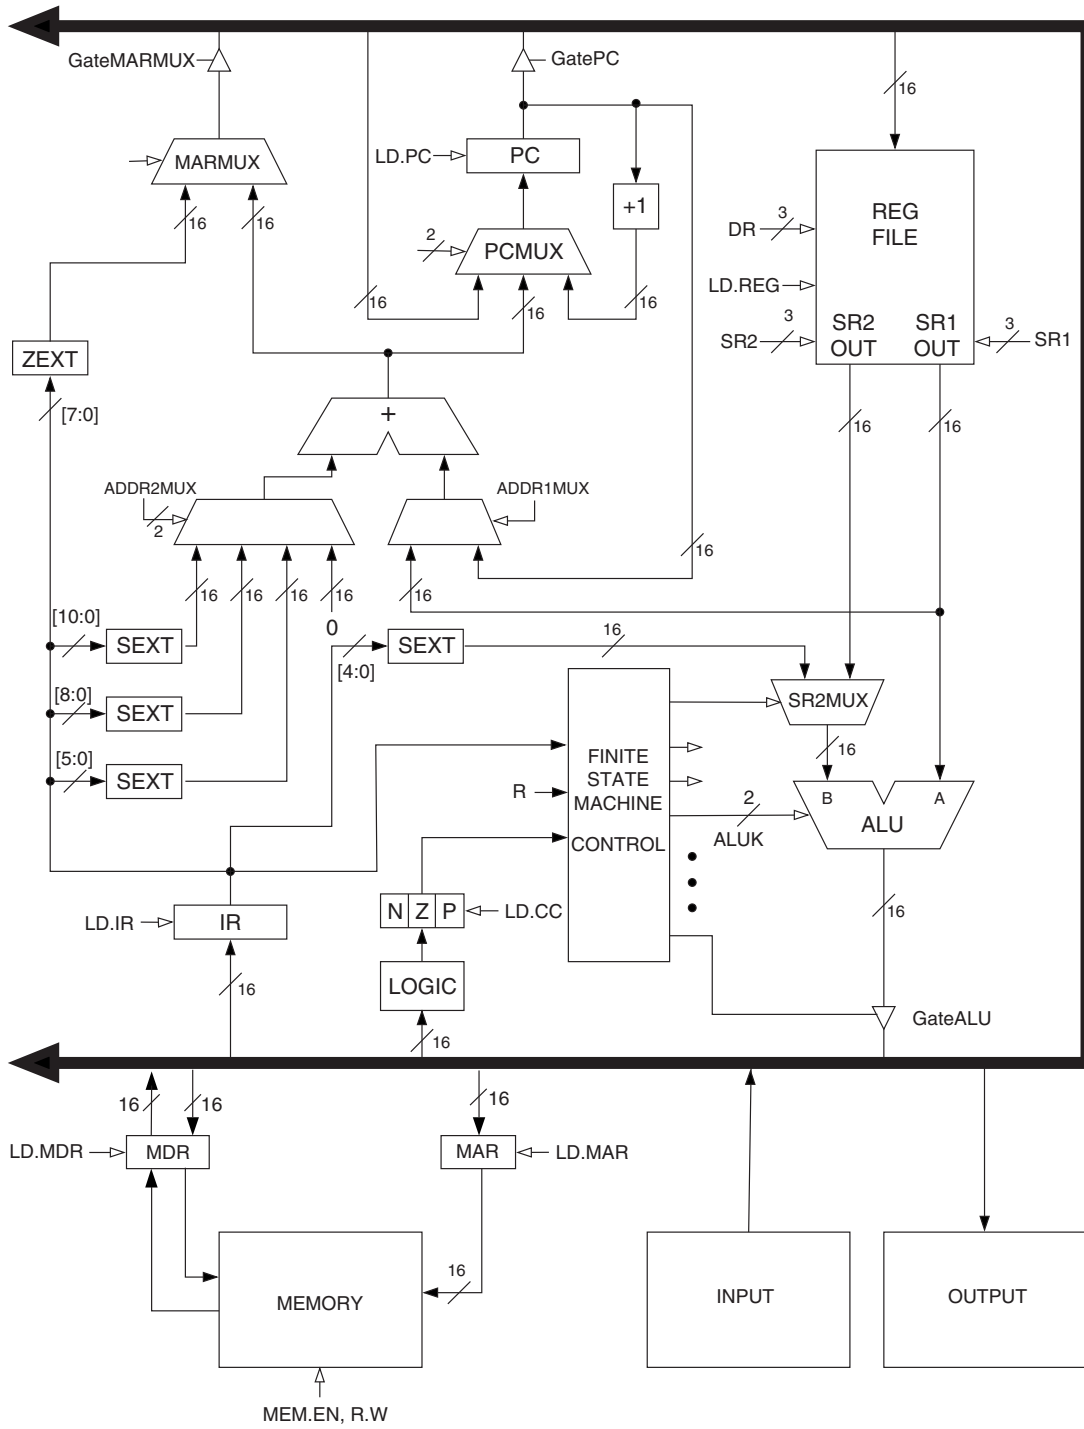 GateMARMUX
GatePC
16
MARMUX
LD.PC
PC
+1
REG
FILE
3
DR
2
PCMUX
16
16
LD.REG
16
16
16
3
SR2
SR2
OUT
SR1
OUT
3
SR1
ZEXT
[7:0]
+
16
16
ADDR2MUX
2
ADDR1MUX
16
16
16
16
16
16
[10:0]
SEXT
0
[4:0]
SEXT
16
[8:0]
SEXT
SR2MUX
16
[5:0]
SEXT
FINITE
STATE
MACHINE
CONTROL
R
2
ALUK
B
A
ALU
N Z P
LD.CC
LD.IR
IR
16
LOGIC
16
16
GateALU
16
16
16
LD.MDR
MDR
MAR
LD.MAR
16
MEMORY
INPUT
OUTPUT
MEM.EN, R.W